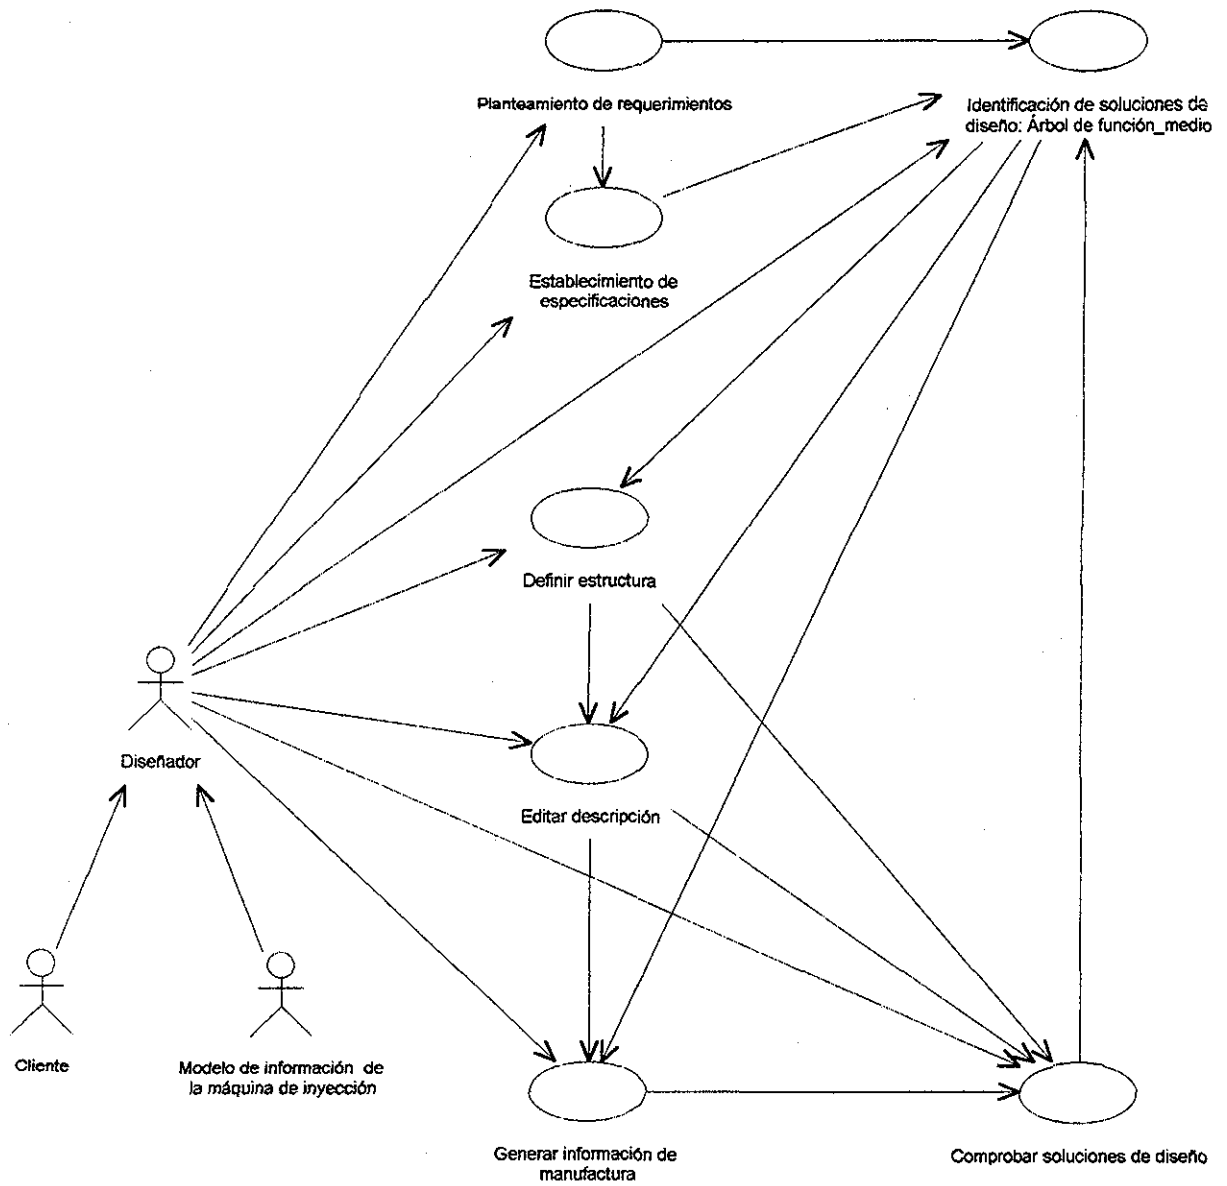 Planteamiento de requerimientos
Identificación de soluciones de
diseño: Árbol de función_medio
Establecimiento de
especificaciones
Definir estructura
Diseñador
Editar descripción
Cliente
Modelo de información de
la máquina de inyección
Generar información de
manufactura
Comprobar soluciones de diseño